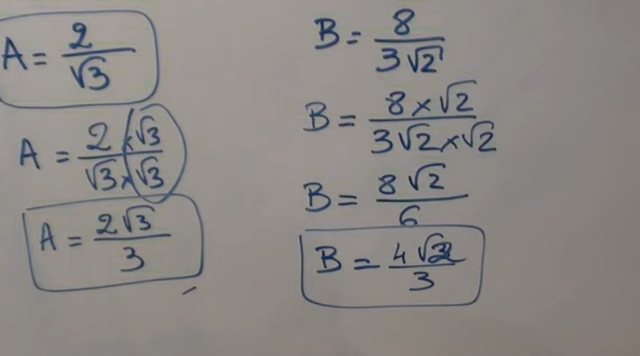 A = 2/√3
A = 2×√3/√3×√3
A = 2√3/3
B = 8/3√2
B = 8×√2/3√2×√2
B = 8√2/6
B = 4√2/3